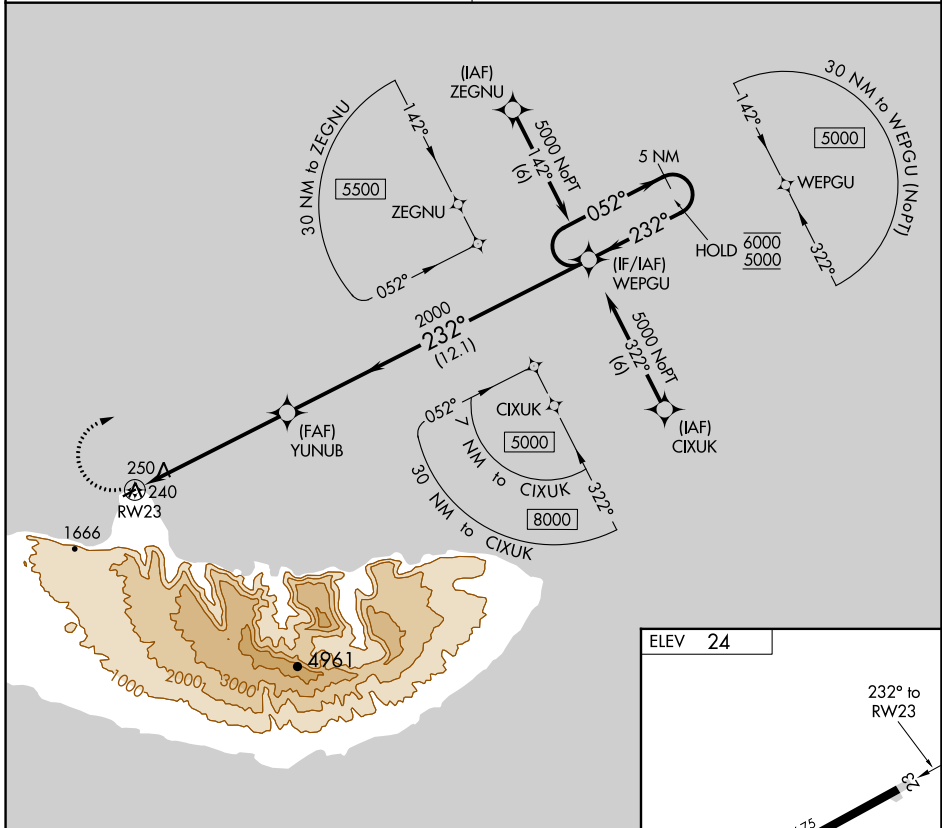 (IAF)
ZEGNU
5000 NoPT
142°
(6)
30 NM to ZEGNU
142°
5500
ZEGNU
052°
30 NM to WEPGU (NoPT)
142°
5000
WEPGU
322°
5 NM
052°
232°
HOLD
6000
5000
(IF/IAF)
WEPGU
2000
232°
(12.1)
5000 NoPT
322°
(6)
(IAF)
CIXUK
(FAF)
YUNUB
052°
CIXUK
5000
7 NM to CIXUK
322°
8000
30 NM to CIXUK
250
240
RW23
1666
4961
1000
2000
3000
ELEV 24
232° to
RW23
23